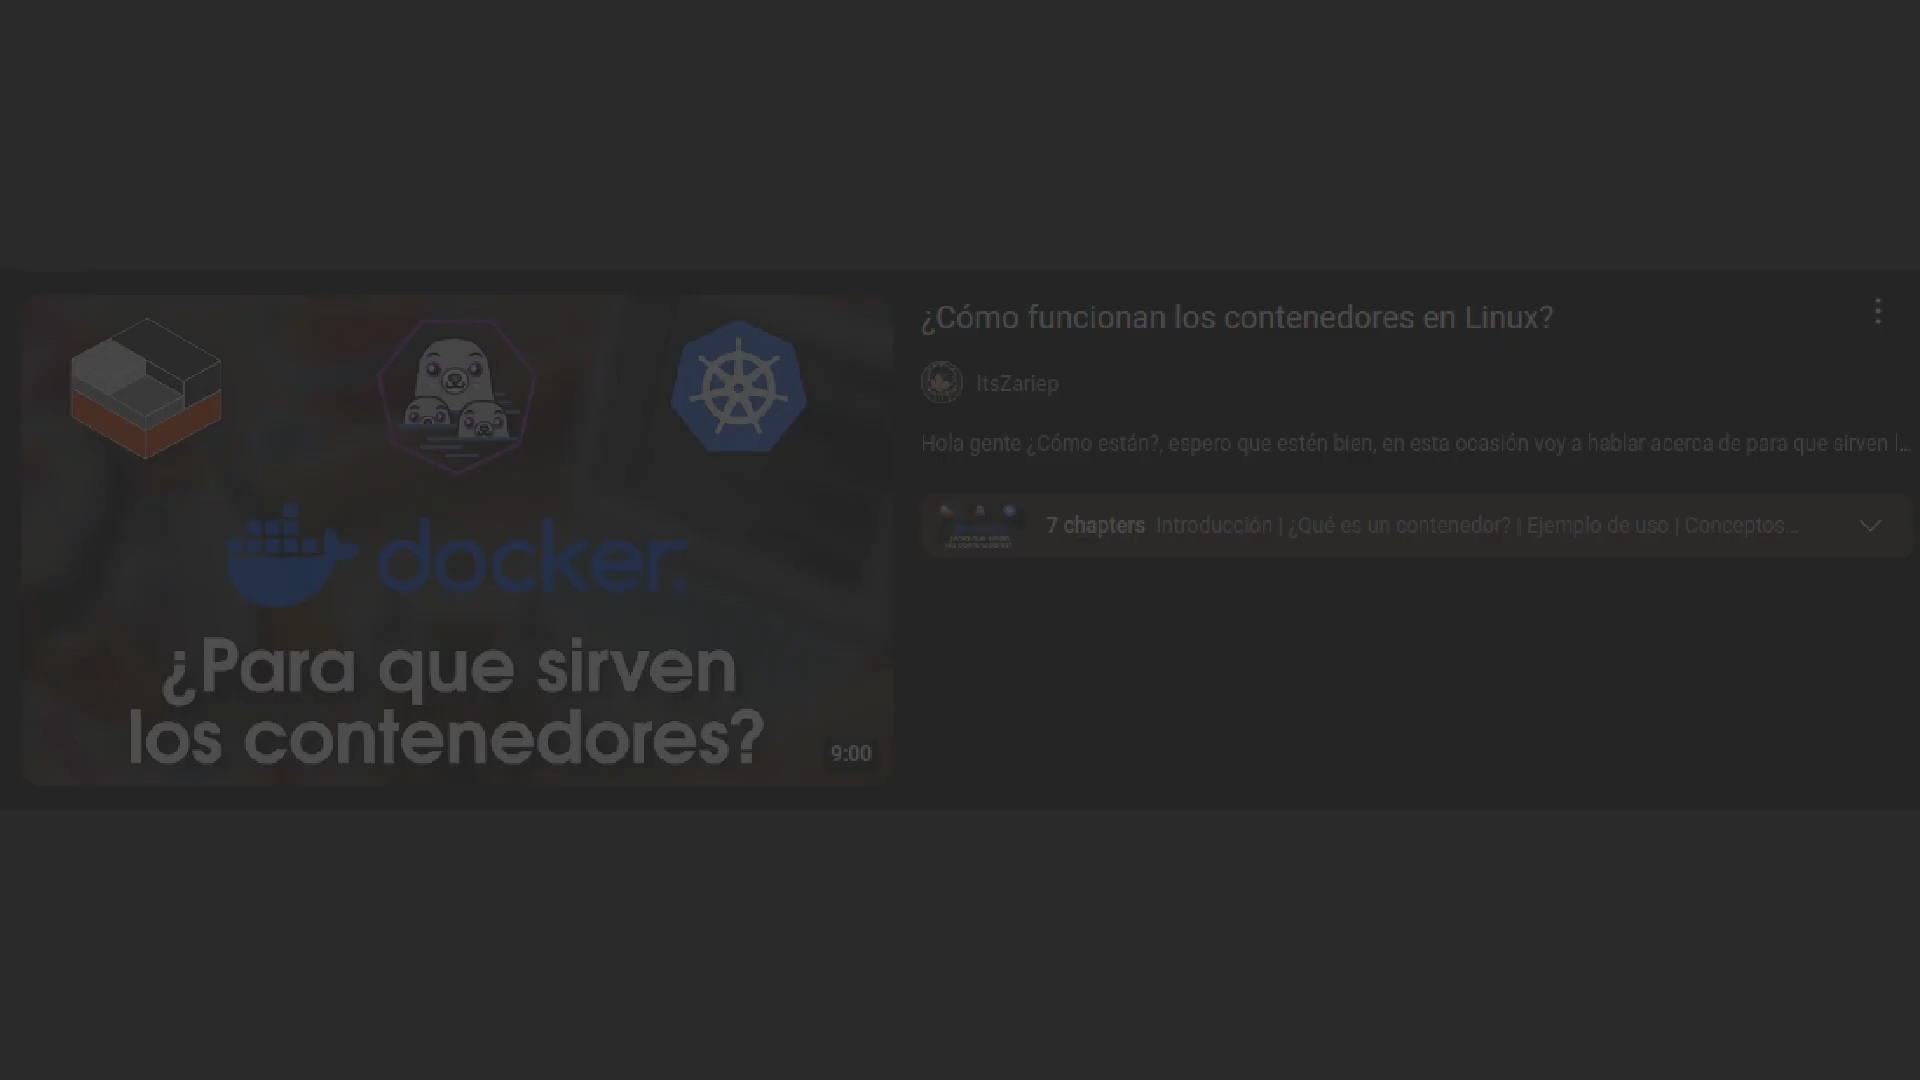 docker.
¿Para que sirven
los contenedores?
9:00
¿Cómo funcionan los contenedores en Linux?
ItsZariep
Hola gente ¿Cómo están?, espero que estén bien, en esta ocasión voy a hablar acerca de para que sirven l...
7 chapters Introducción | ¿Qué es un contenedor? | Ejemplo de uso | Conceptos...